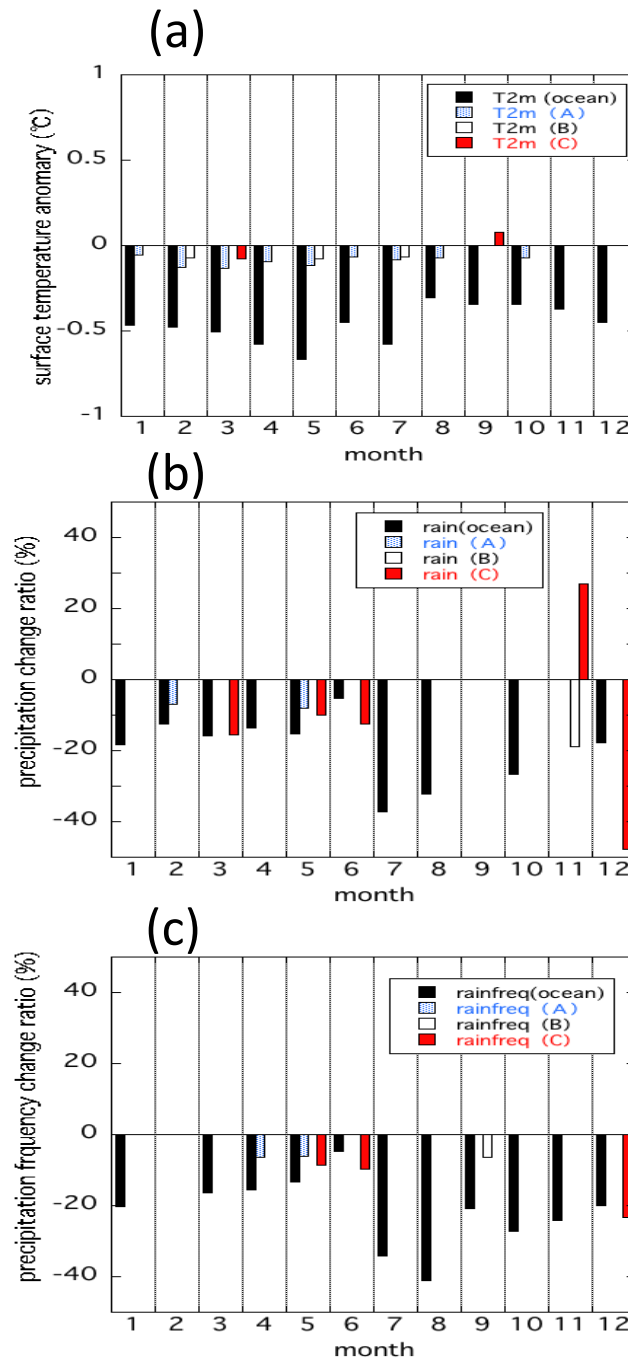 (a)
surface temperature anomary (℃)
1
0.5
0
-0.5
-1
T2m (ocean)
T2m (A)
T2m (B)
T2m (C)
1 2 3 4 5 6 7 8 9 10 11 12
month
(b)
precipitation change ratio (%)
40
20
0
-20
-40
rain(ocean)
rain (A)
rain (B)
rain (C)
1 2 3 4 5 6 7 8 9 10 11 12
month
(c)
precipitation frquency change ratio (%)
40
20
0
-20
-40
rainfreq(ocean)
rainfreq (A)
rainfreq (B)
rainfreq (C)
1 2 3 4 5 6 7 8 9 10 11 12
month